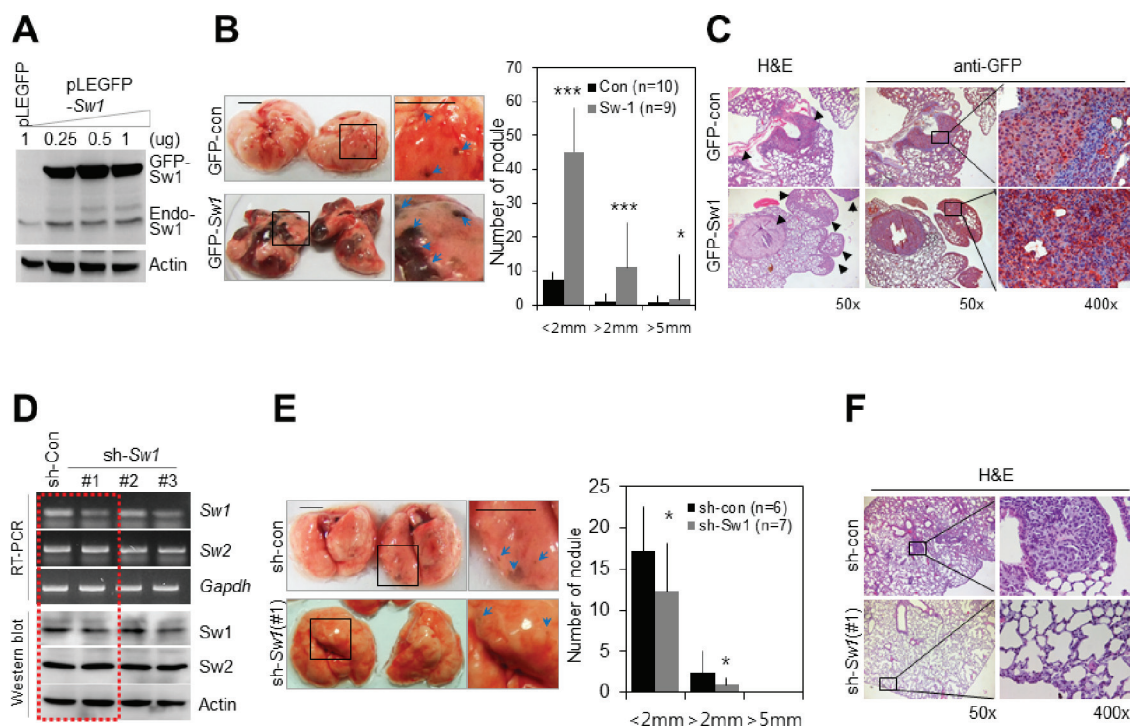 A
pLEGFP
pLEGFP
-Sw1
1 0.25 0.5 1 (ug)
GFP-
Sw1
Endo-
Sw1
Actin
B
GFP-con
GFP-Sw1
Number of nodule
70
60
50
40
30
20
10
0
Con (n=10)
Sw-1 (n=9)
***
***
*
<2mm >2mm >5mm
C
H&E anti-GFP
GFP-con
GFP-Sw1
50x 50x 400x
D
sh-Con
sh-Sw1
#1 #2 #3
RT-PCR
Sw1
Sw2
Gapdh
Western blot
Sw1
Sw2
Actin
E
sh-con
sh-Sw1(#1)
Number of nodule
25
20
15
10
5
0
sh-con (n=6)
sh-Sw1 (n=7)
*
*
<2mm >2mm >5mm
F
H&E
sh-con
sh-Sw1(#1)
50x 400x